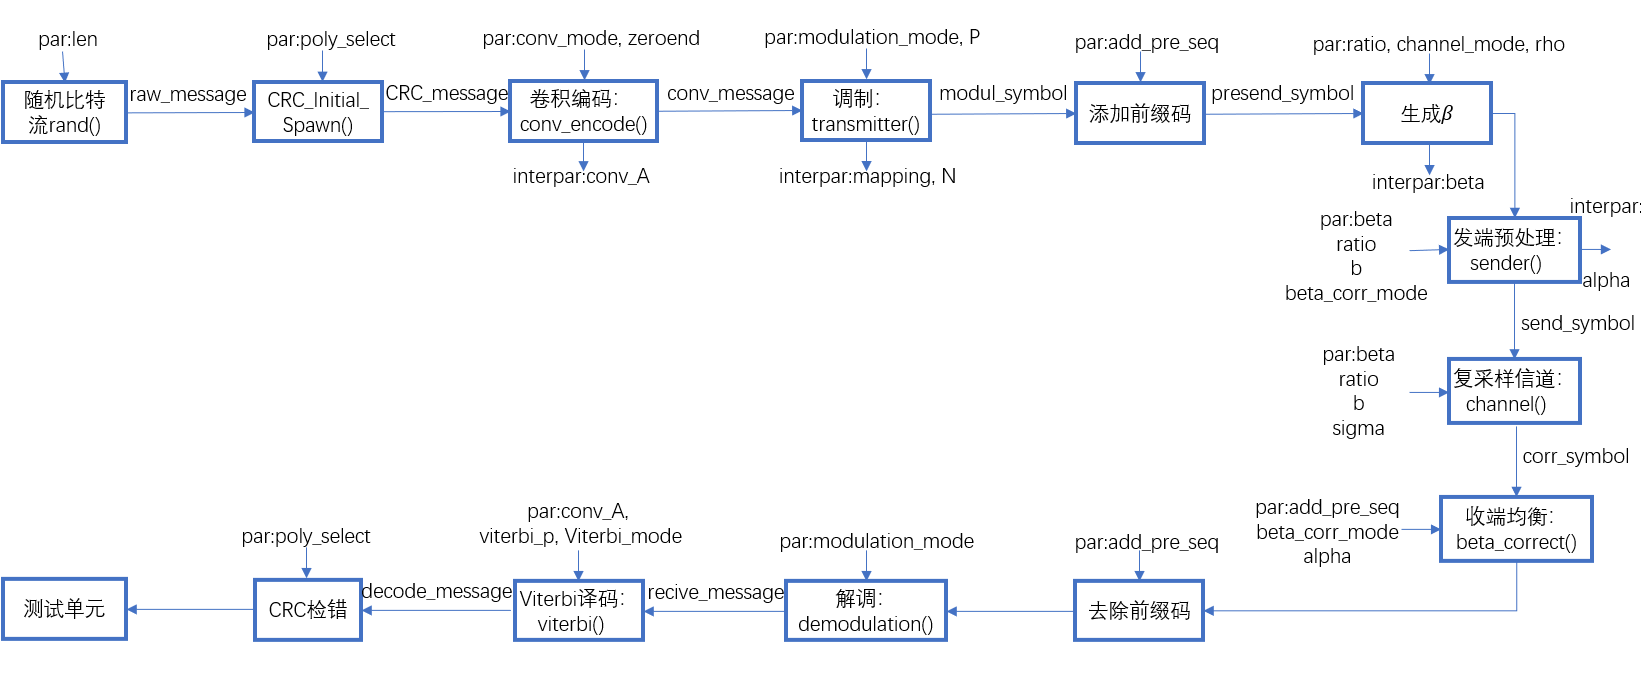 par:len
par:poly_select
par:conv_mode, zeroend
par:modulation_mode, P
par:add_pre_seq
par:ratio, channel_mode, rho
随机比特
流rand()
raw_message
CRC_Initial_
Spawn()
CRC_message
卷积编码：
conv_encode()
conv_message
调制：
transmitter()
modul_symbol
添加前缀码
presend_symbol
生成β
interpar:conv_A
interpar:mapping, N
interpar:beta
par:beta
ratio
b
beta_corr_mode
发端预处理：
sender()
interpar:
alpha
send_symbol
par:beta
ratio
b
sigma
复采样信道：
channel()
corr_symbol
par:add_pre_seq
beta_corr_mode
alpha
收端均衡：
beta_correct()
par:add_pre_seq
去除前缀码
par:modulation_mode
解调：
demodulation()
recive_message
par:conv_A,
viterbi_p, Viterbi_mode
Viterbi译码：
viterbi()
decode_message
par:poly_select
CRC检错
测试单元